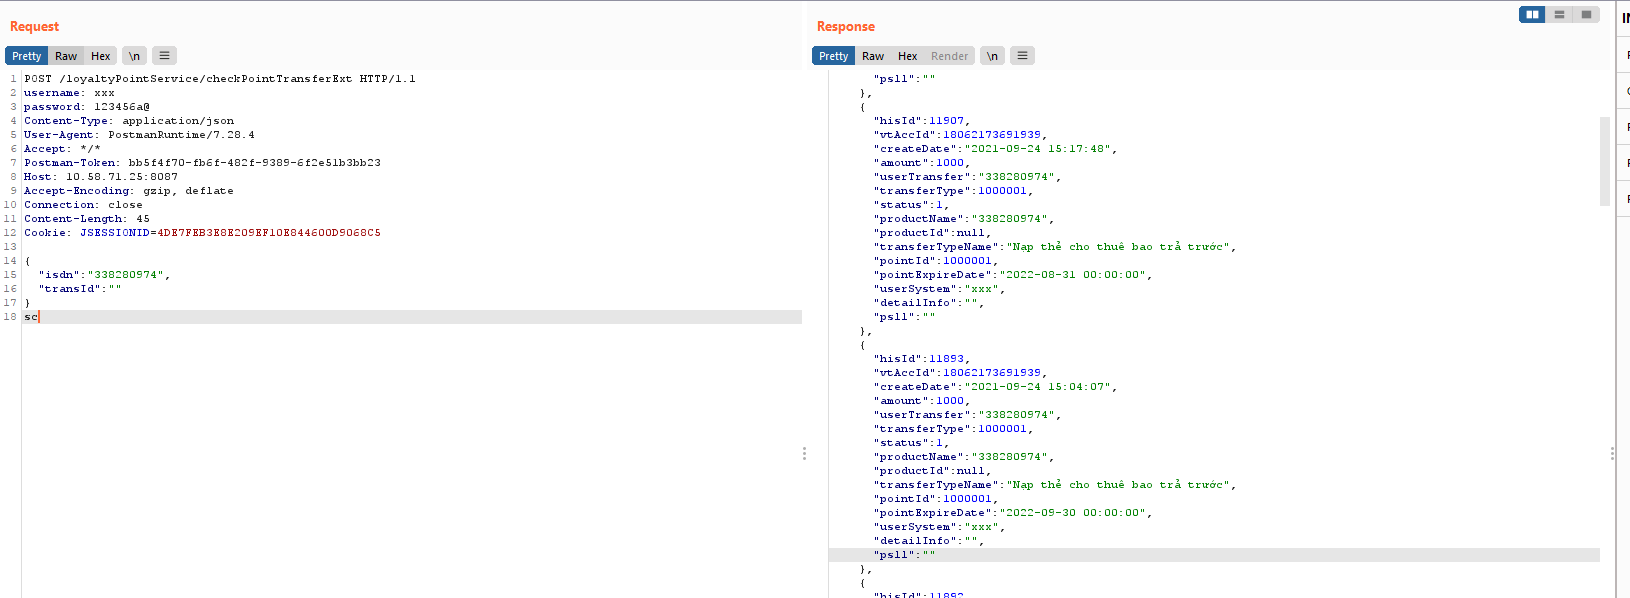 Request
Pretty Raw Hex \n
1 POST /loyaltyPointService/checkPointTransferExt HTTP/1.1
2 username: xxx
3 password: 123456a@
4 Content-Type: application/json
5 User-Agent: PostmanRuntime/7.28.4
6 Accept: */*
7 Postman-Token: bb5f4f70-fb6f-482f-9389-6f2e51b3bb23
8 Host: 10.58.71.25:8087
9 Accept-Encoding: gzip, deflate
10 Connection: close
11 Content-Length: 45
12 Cookie: JSESSIONID=4DE7FEB3E8E209EF10E844600D9068C5
13
14 {
15 "isdn":"338280974",
16 "transId":""
17 }
18 sc
Response
Pretty Raw Hex Render \n
"psll":""
},
{
"hisId":11907,
"vtAccId":18062173691939,
"createDate":"2021-09-24 15:17:48",
"amount":1000,
"userTransfer":"338280974",
"transferType":1000001,
"status":1,
"productName":"338280974",
"productId":null,
"transferTypeName":"Nạp thẻ cho thuê bao trả trước",
"pointId":1000001,
"pointExpireDate":"2022-08-31 00:00:00",
"userSystem":"xxx",
"detailInfo":"",
"psll":""
},
{
"hisId":11893,
"vtAccId":18062173691939,
"createDate":"2021-09-24 15:04:07",
"amount":1000,
"userTransfer":"338280974",
"transferType":1000001,
"status":1,
"productName":"338280974",
"productId":null,
"transferTypeName":"Nạp thẻ cho thuê bao trả trước",
"pointId":1000001,
"pointExpireDate":"2022-09-30 00:00:00",
"userSystem":"xxx",
"detailInfo":"",
"psll":""
},
{
"hisId":11892,